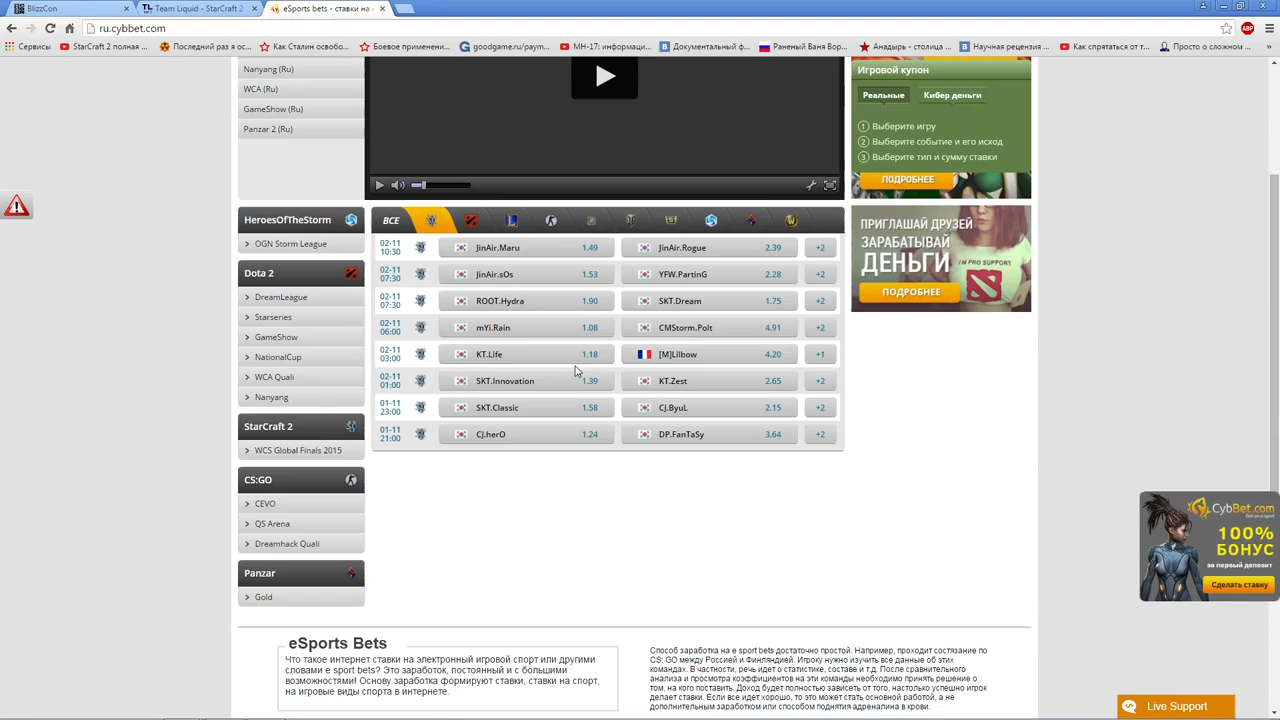 BlizzCon
Team Liquid - StarCraft 2
eSports bets - ставки на
ru.cybbet.com
Сервисы
StarCraft 2 полная ...
Последний раз я ос...
Как Сталин освобо...
Боевое применени...
goodgame.ru/paym...
МН-17: информаци...
Документальный ф...
Раненый Ваня Вор...
Анадырь - столица ...
Научная рецензия ...
Как спрятаться от т...
Просто о сложном ...
ABP
Nanyang (Ru)
WCA (Ru)
GameShow (Ru)
Panzar 2 (Ru)
HeroesOfTheStorm
OGN Storm League
Dota 2
DreamLeague
Starseries
GameShow
NationalCup
WCA Quali
Nanyang
StarCraft 2
WCS Global Finals 2015
CS:GO
CEVO
QS Arena
Dreamhack Quali
Panzar
Gold
ВСЕ
02-11 10:30 JinAir.Maru 1.49 JinAir.Rogue 2.39 +2
02-11 07:30 JinAir.sOs 1.53 YFW.PartinG 2.28 +2
02-11 07:30 ROOT.Hydra 1.90 SKT.Dream 1.75 +2
02-11 06:00 mYi.Rain 1.08 CMStorm.Polt 4.91 +2
02-11 03:00 KT.Life 1.18 [M]Lilbow 4.20 +1
02-11 01:00 SKT.Innovation 1.39 KT.Zest 2.65 +2
01-11 23:00 SKT.Classic 1.58 CJ.ByuL 2.15 +2
01-11 21:00 CJ.herO 1.24 DP.FanTaSy 3.64 +2
Игровой купон
Реальные
Кибер деньги
1 Выберите игру
2 Выберите событие и его исход
3 Выберите тип и сумму ставки
ПОДРОБНЕЕ
ПРИГЛАШАЙ ДРУЗЕЙ
ЗАРАБАТЫВАЙ
ДЕНЬГИ
I'M PRO SUPPORT
ПОДРОБНЕЕ
CybBet.com
100%
БОНУС
за первый депозит
Сделать ставку
eSports Bets
Что такое интернет ставки на электронный игровой спорт или другими
словами e sport bets? Это заработок, постоянный и с большими
возможностями! Основу заработка формируют ставки, ставки на спорт,
на игровые виды спорта в интернете.
Способ заработка на e sport bets достаточно простой. Например, проходит состязание по
CS: GO между Россией и Финляндией. Игроку нужно изучить все данные об этих
командах. В частности, речь идет о статистике, составе и т.д. После сравнительного
анализа и просмотра коэффициентов на эти команды необходимо принять решение о
том, на кого поставить. Доход будет полностью зависеть от того, насколько успешно игрок
делает ставки. Если все идет хорошо, то это может стать основной работой, а не
дополнительным заработком или способом поднятия адреналина в крови.
Live Support